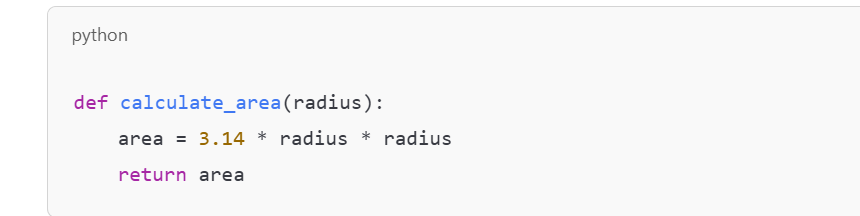 python
def calculate_area(radius):
    area = 3.14 * radius * radius
    return area